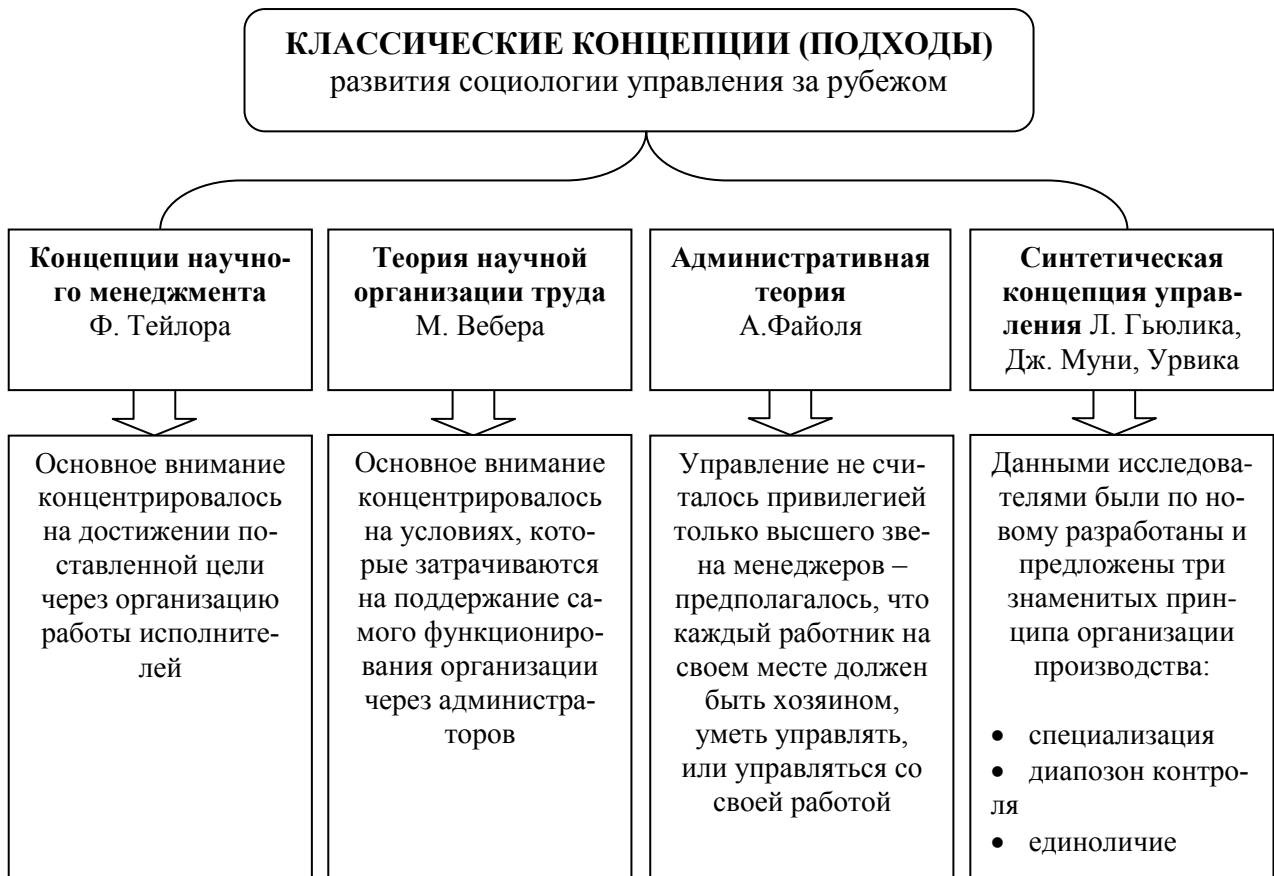 КЛАССИЧЕСКИЕ КОНЦЕПЦИИ (ПОДХОДЫ)
развития социологии управления за рубежом
Концепции научно-
го менеджмента
Ф. Тейлора
Теория научной
организации труда
М. Вебера
Административная
теория
А.Файоля
Синтетическая
концепция управ-
ления Л. Гьюлика,
Дж. Муни, Урвика
Основное внимание
концентрировалось
на достижении по-
ставленной цели
через организацию
работы исполните-
лей
Основное внимание
концентрировалось
на условиях, кото-
рые затрачиваются
на поддержание са-
мого функциониро-
вания организации
через администра-
торов
Управление не счи-
талось привилегией
только высшего зве-
на менеджеров –
предполагалось, что
каждый работник на
своем месте должен
быть хозяином,
уметь управлять,
или управляться со
своей работой
Данными исследова-
телями были по но-
вому разработаны и
предложены три
знаменитых прин-
ципа организации
производства:
• специализация
• диапозон контро-
ля
• единоличие